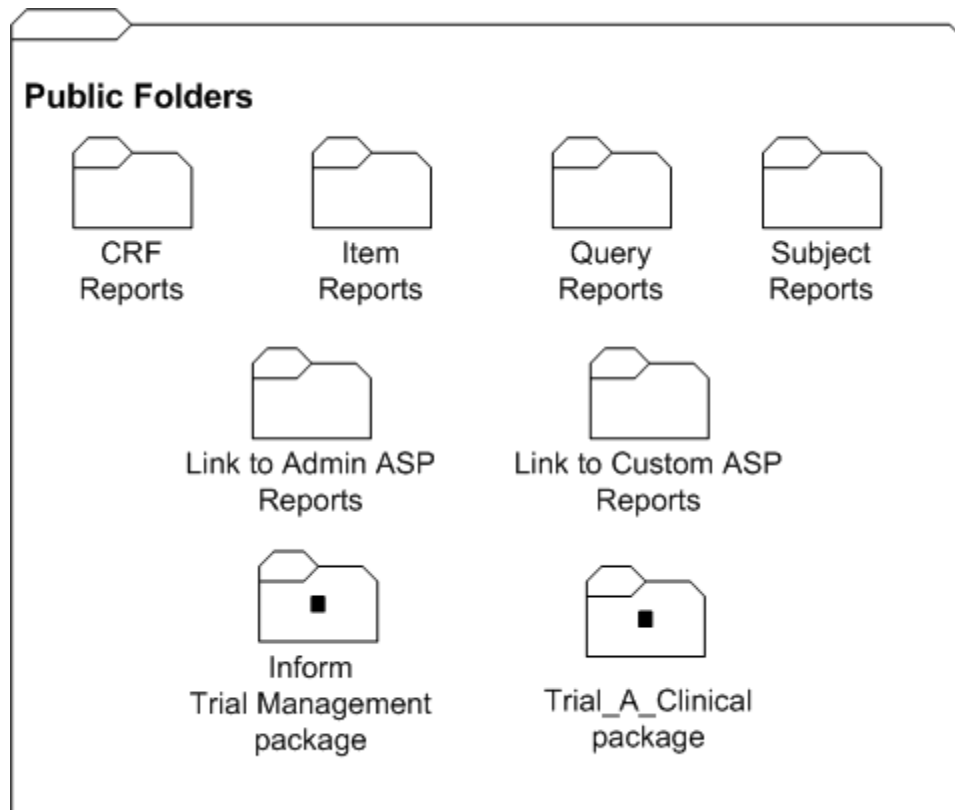 Public Folders
CRF
Reports
Item
Reports
Query
Reports
Subject
Reports
Link to Admin ASP
Reports
Link to Custom ASP
Reports
Inform
Trial Management
package
Trial_A_Clinical
package